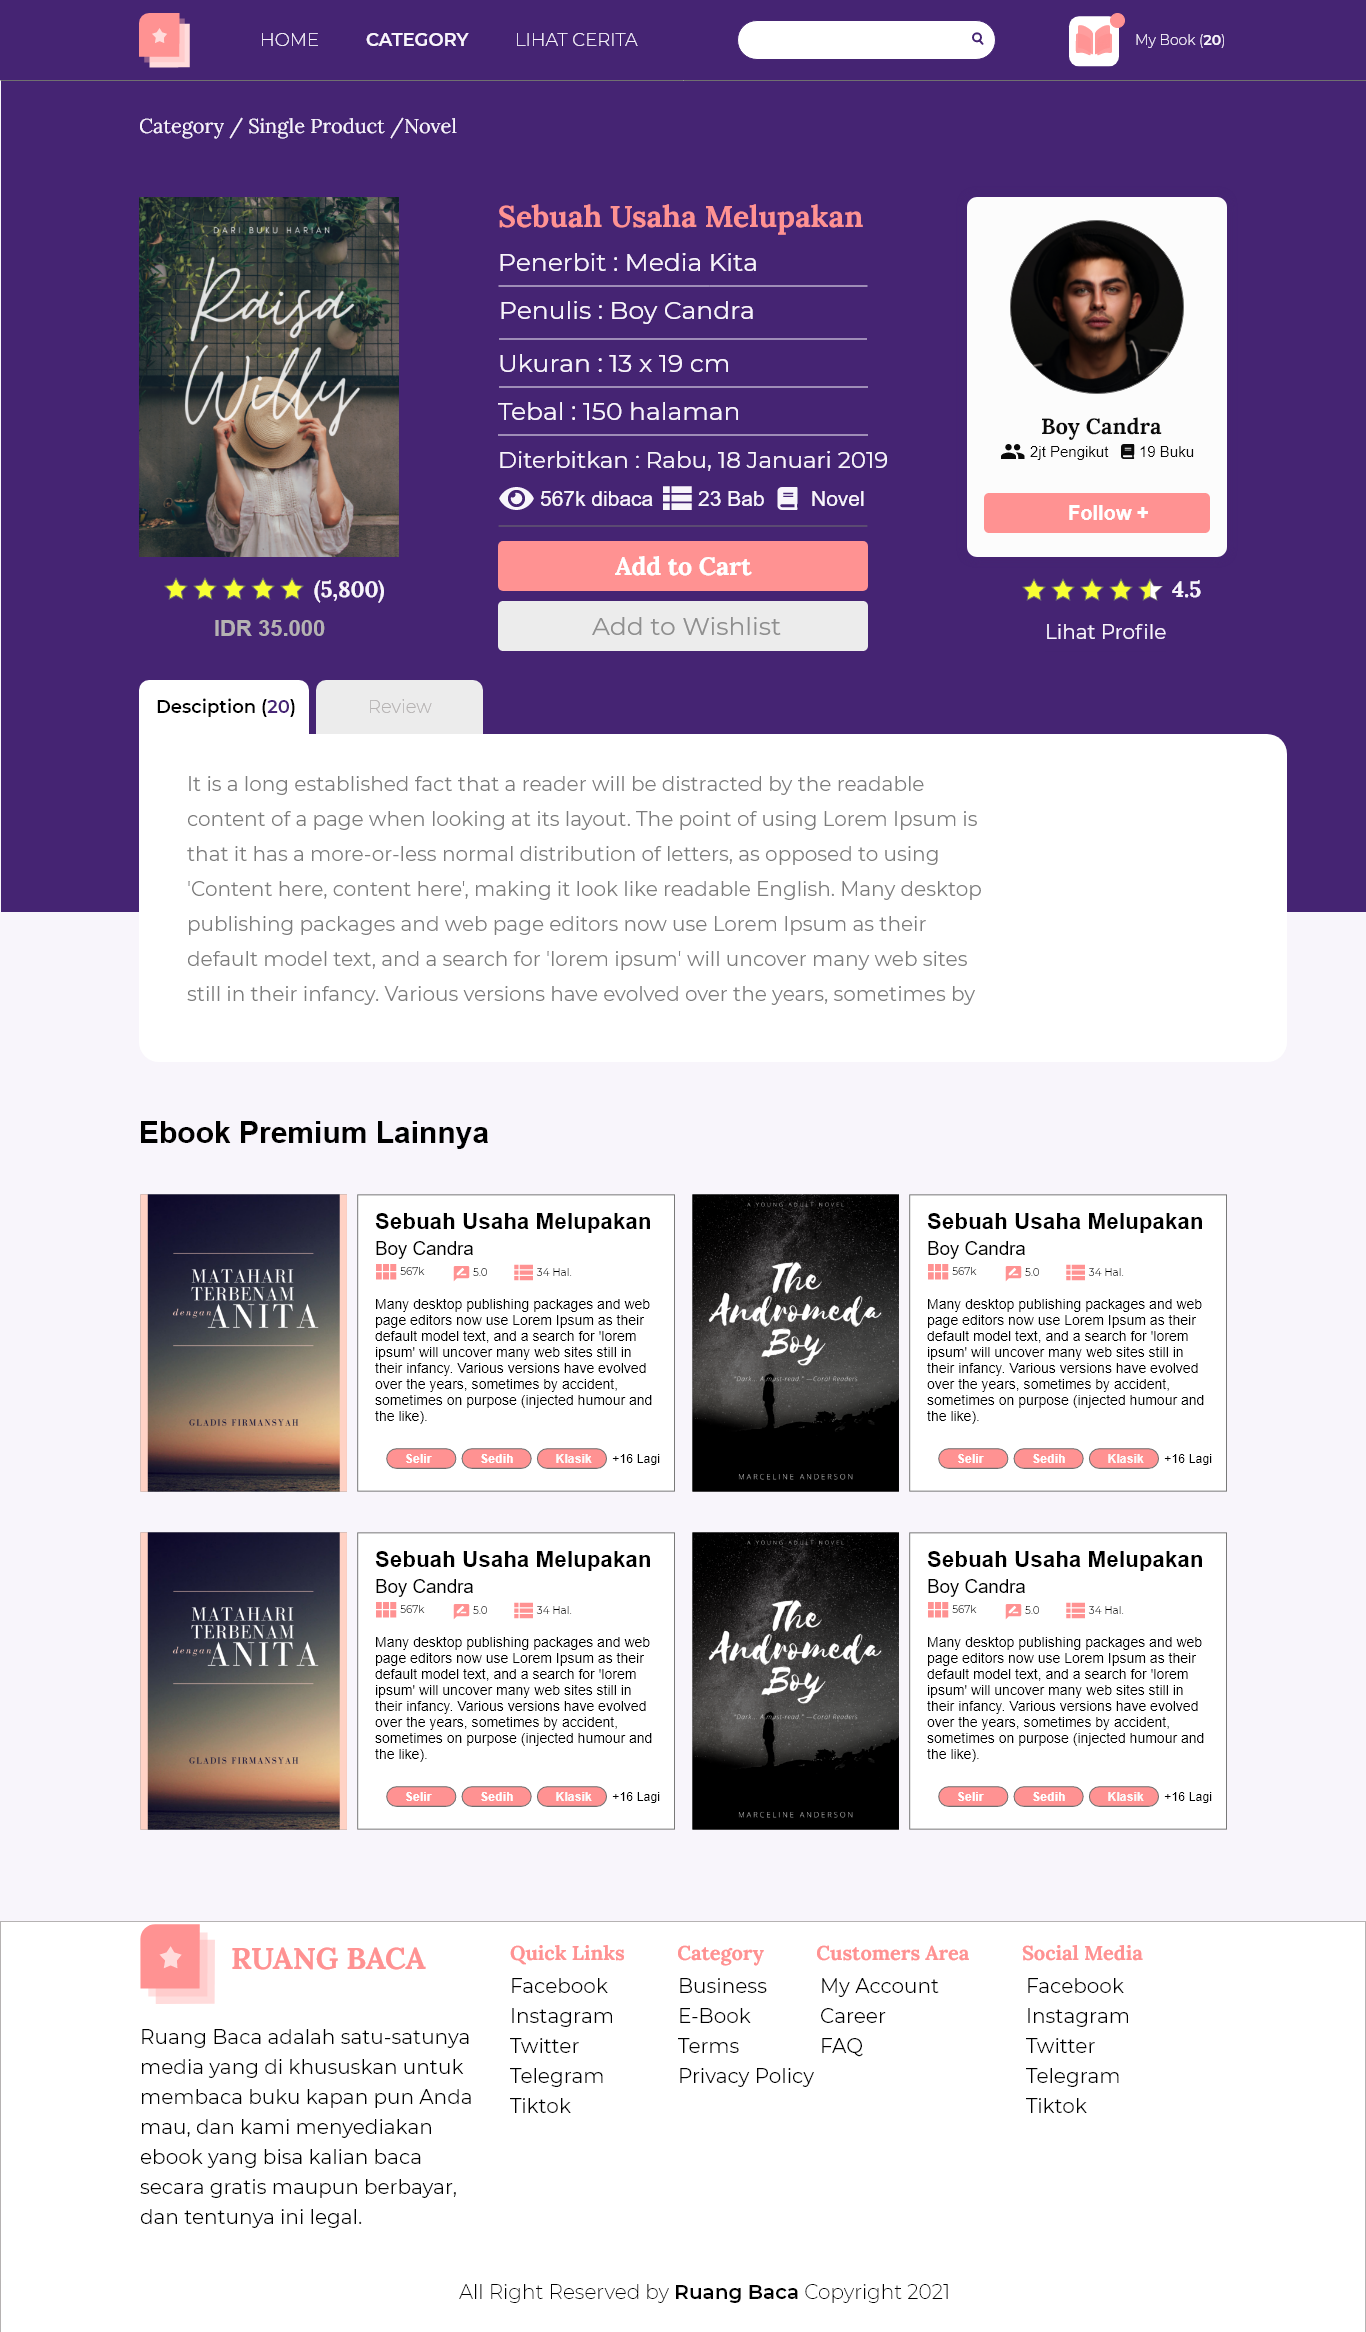 HOME CATEGORY LIHAT CERITA My Book (20)
Category / Single Product /Novel
DARI BUKU HARIAN
Raisa
Willy
(5,800)
IDR 35.000
Sebuah Usaha Melupakan
Penerbit : Media Kita
Penulis : Boy Candra
Ukuran : 13 x 19 cm
Tebal : 150 halaman
Diterbitkan : Rabu, 18 Januari 2019
567k dibaca 23 Bab Novel
Add to Cart
Add to Wishlist
Boy Candra
2jt Pengikut 19 Buku
Follow +
4.5
Lihat Profile
Desciption (20) Review
It is a long established fact that a reader will be distracted by the readable
content of a page when looking at its layout. The point of using Lorem Ipsum is
that it has a more-or-less normal distribution of letters, as opposed to using
'Content here, content here', making it look like readable English. Many desktop
publishing packages and web page editors now use Lorem Ipsum as their
default model text, and a search for 'lorem ipsum' will uncover many web sites
still in their infancy. Various versions have evolved over the years, sometimes by
Ebook Premium Lainnya
MATAHARI
TERBENAM
dengan ANITA
GLADIS FIRMANSYAH
Sebuah Usaha Melupakan
Boy Candra
567k 5.0 34 Hal.
Many desktop publishing packages and web
page editors now use Lorem Ipsum as their
default model text, and a search for 'lorem
ipsum' will uncover many web sites still in
their infancy. Various versions have evolved
over the years, sometimes by accident,
sometimes on purpose (injected humour and
the like).
Selir Sedih Klasik +16 Lagi
A YOUNG ADULT NOVEL
The
Andromeda
Boy
"Dark... A must-read." —Coral Readers
MARCELINE ANDERSON
Sebuah Usaha Melupakan
Boy Candra
567k 5.0 34 Hal.
Many desktop publishing packages and web
page editors now use Lorem Ipsum as their
default model text, and a search for 'lorem
ipsum' will uncover many web sites still in
their infancy. Various versions have evolved
over the years, sometimes by accident,
sometimes on purpose (injected humour and
the like).
Selir Sedih Klasik +16 Lagi
MATAHARI
TERBENAM
dengan ANITA
GLADIS FIRMANSYAH
Sebuah Usaha Melupakan
Boy Candra
567k 5.0 34 Hal.
Many desktop publishing packages and web
page editors now use Lorem Ipsum as their
default model text, and a search for 'lorem
ipsum' will uncover many web sites still in
their infancy. Various versions have evolved
over the years, sometimes by accident,
sometimes on purpose (injected humour and
the like).
Selir Sedih Klasik +16 Lagi
A YOUNG ADULT NOVEL
The
Andromeda
Boy
"Dark... A must-read." —Coral Readers
MARCELINE ANDERSON
Sebuah Usaha Melupakan
Boy Candra
567k 5.0 34 Hal.
Many desktop publishing packages and web
page editors now use Lorem Ipsum as their
default model text, and a search for 'lorem
ipsum' will uncover many web sites still in
their infancy. Various versions have evolved
over the years, sometimes by accident,
sometimes on purpose (injected humour and
the like).
Selir Sedih Klasik +16 Lagi
RUANG BACA
Ruang Baca adalah satu-satunya
media yang di khususkan untuk
membaca buku kapan pun Anda
mau, dan kami menyediakan
ebook yang bisa kalian baca
secara gratis maupun berbayar,
dan tentunya ini legal.
Quick Links
Facebook
Instagram
Twitter
Telegram
Tiktok
Category
Business
E-Book
Terms
Privacy Policy
Customers Area
My Account
Career
FAQ
Social Media
Facebook
Instagram
Twitter
Telegram
Tiktok
All Right Reserved by Ruang Baca Copyright 2021